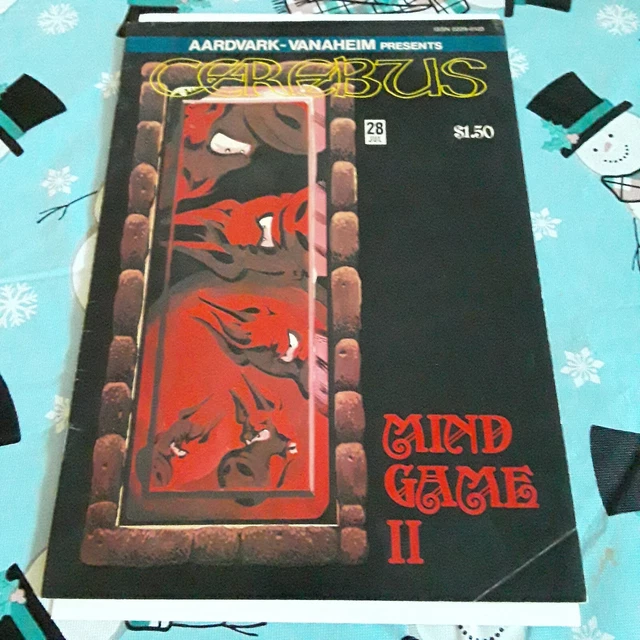 AARDVARK-VANAHEIM PRESENTS
CEREBUS
28
$1.50
MIND
GAME
II